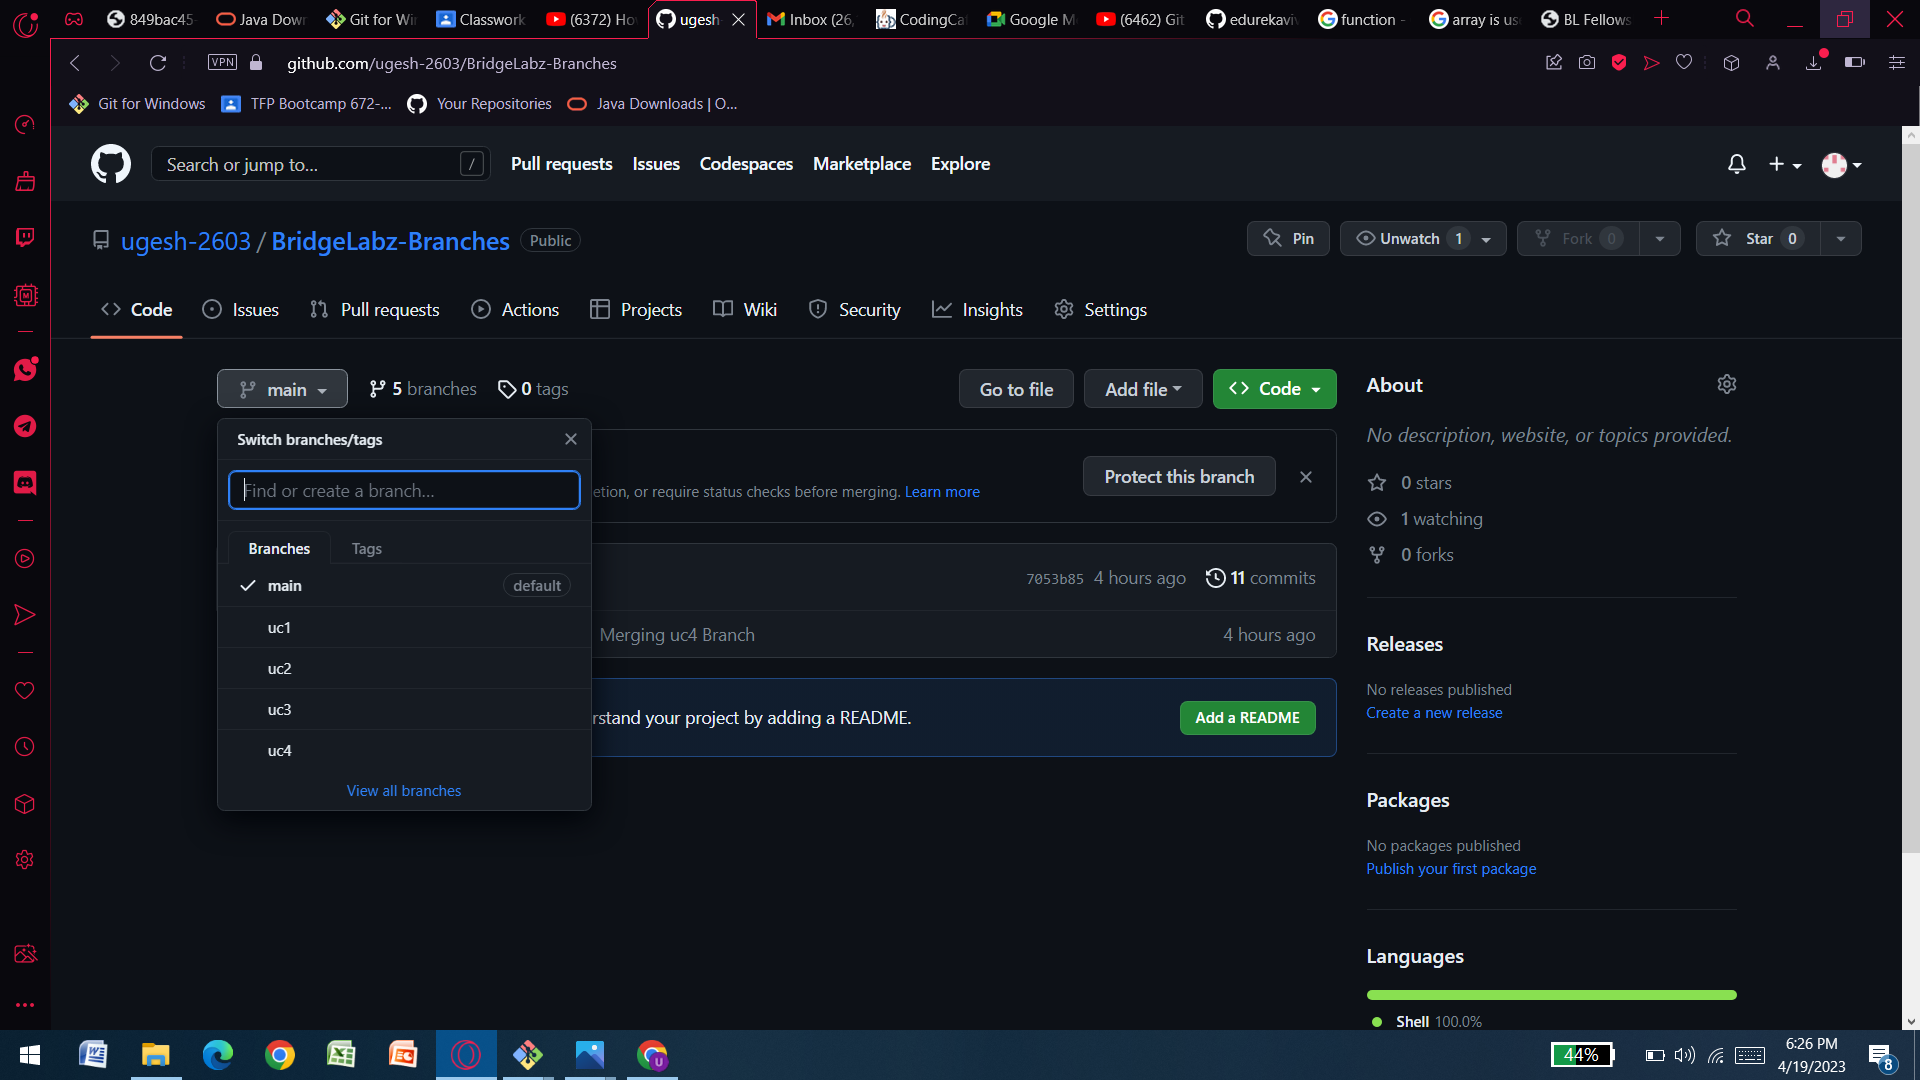 849bac45-
Java Dow
Git for Wi
Classwork
(6372) Ho
ugesh-
Inbox (26,
CodingCa
Google M
(6462) Git
edurekavi
function -
array is us
BL Fellows
VPN
github.com/ugesh-2603/BridgeLabz-Branches
Git for Windows
TFP Bootcamp 672-...
Your Repositories
Java Downloads | O...
Search or jump to...
/
Pull requests
Issues
Codespaces
Marketplace
Explore
ugesh-2603 / BridgeLabz-Branches
Public
Pin
Unwatch 1
Fork 0
Star 0
Code
Issues
Pull requests
Actions
Projects
Wiki
Security
Insights
Settings
main
5 branches
0 tags
Go to file
Add file
Code
Switch branches/tags
Find or create a branch...
Branches
Tags
main
default
uc1
uc2
uc3
uc4
View all branches
etion, or require status checks before merging. Learn more
Protect this branch
7053b85 4 hours ago
11 commits
Merging uc4 Branch
4 hours ago
rstand your project by adding a README.
Add a README
About
No description, website, or topics provided.
0 stars
1 watching
0 forks
Releases
No releases published
Create a new release
Packages
No packages published
Publish your first package
Languages
Shell 100.0%
44%
6:26 PM
4/19/2023
8